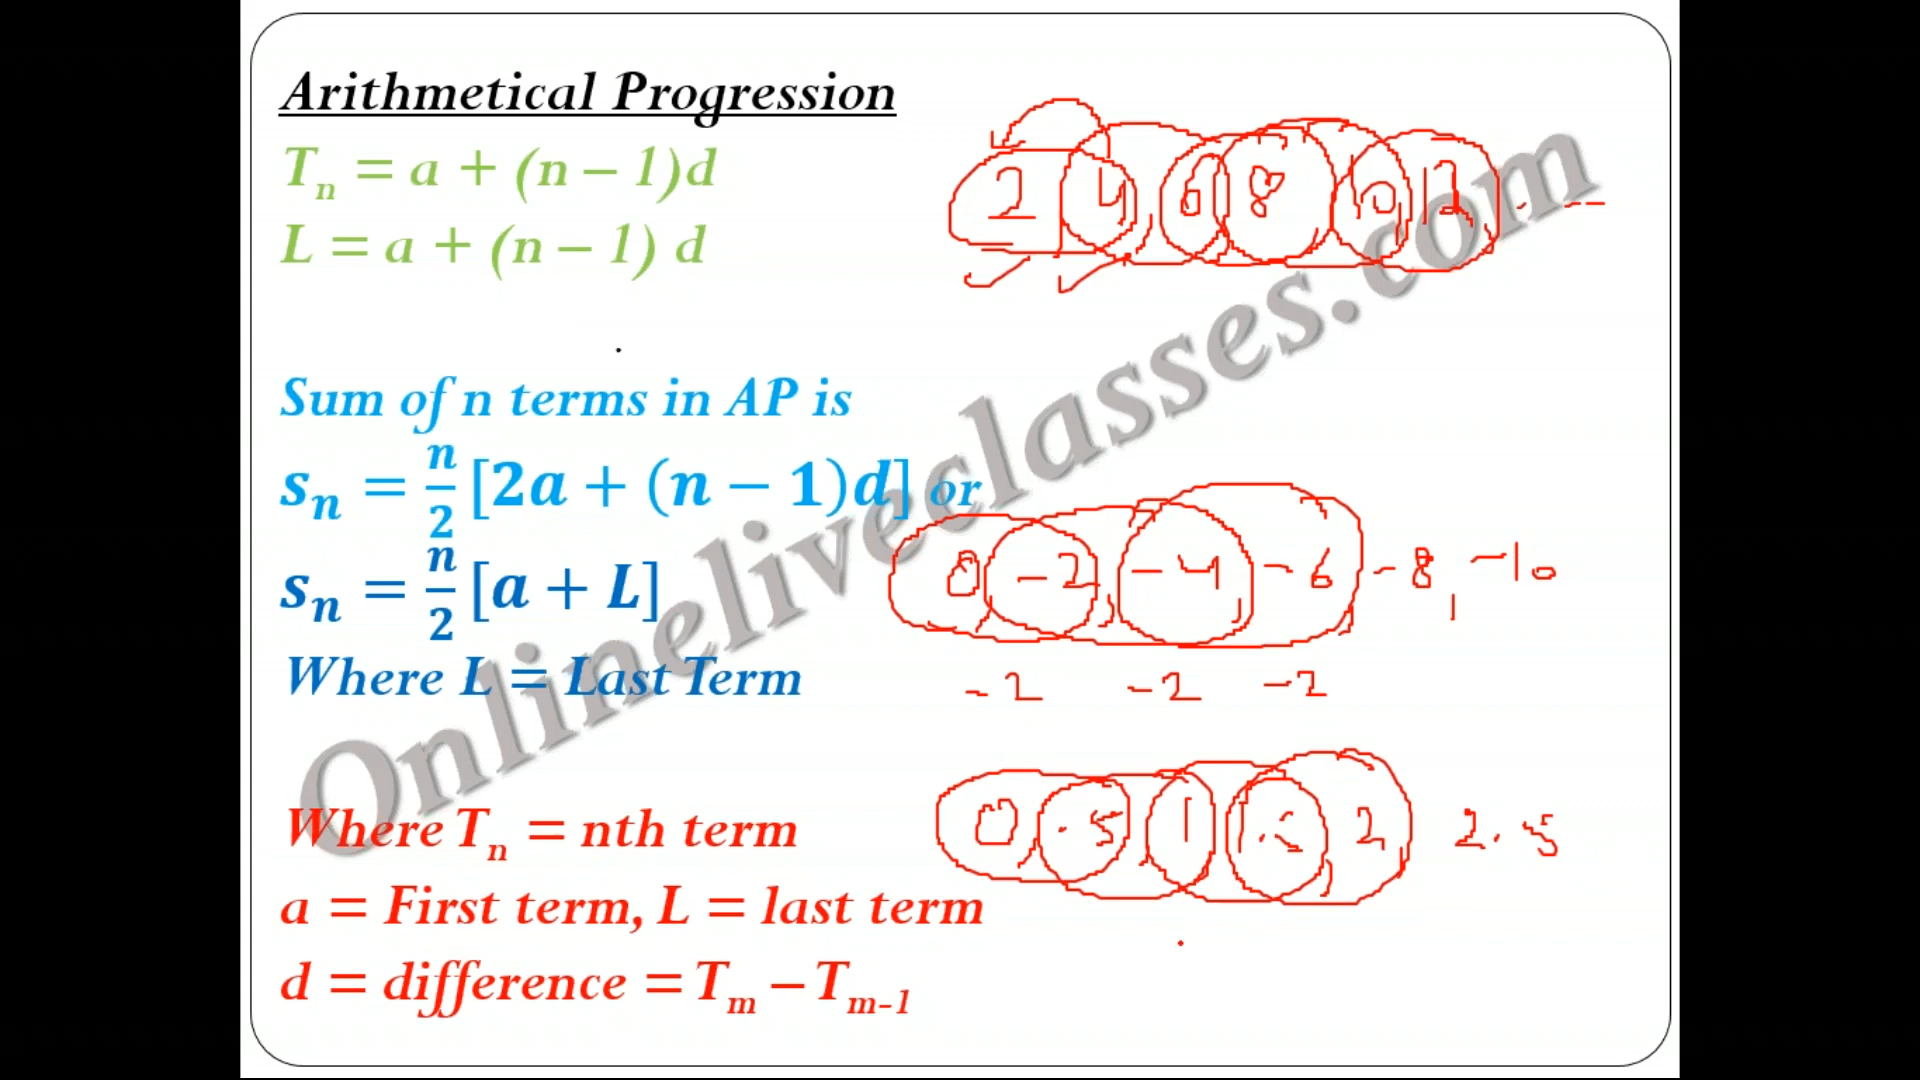 Arithmetical Progression
Tₙ = a + (n – 1)d
L = a + (n – 1) d
2 4, 6 8 10 12 - --
Sum of n terms in AP is
sₙ = n/2 [2a + (n − 1)d] or
sₙ = n/2 [a + L]
0 -2, -4, -6 -8, -10
Where L = Last Term
-2 -2 -2
Where Tₙ = nth term
0, .5, 1 1.5, 2 2.5
a = First term, L = last term
d = difference = Tₘ – Tₘ₋₁
Onlineliveclasses.com